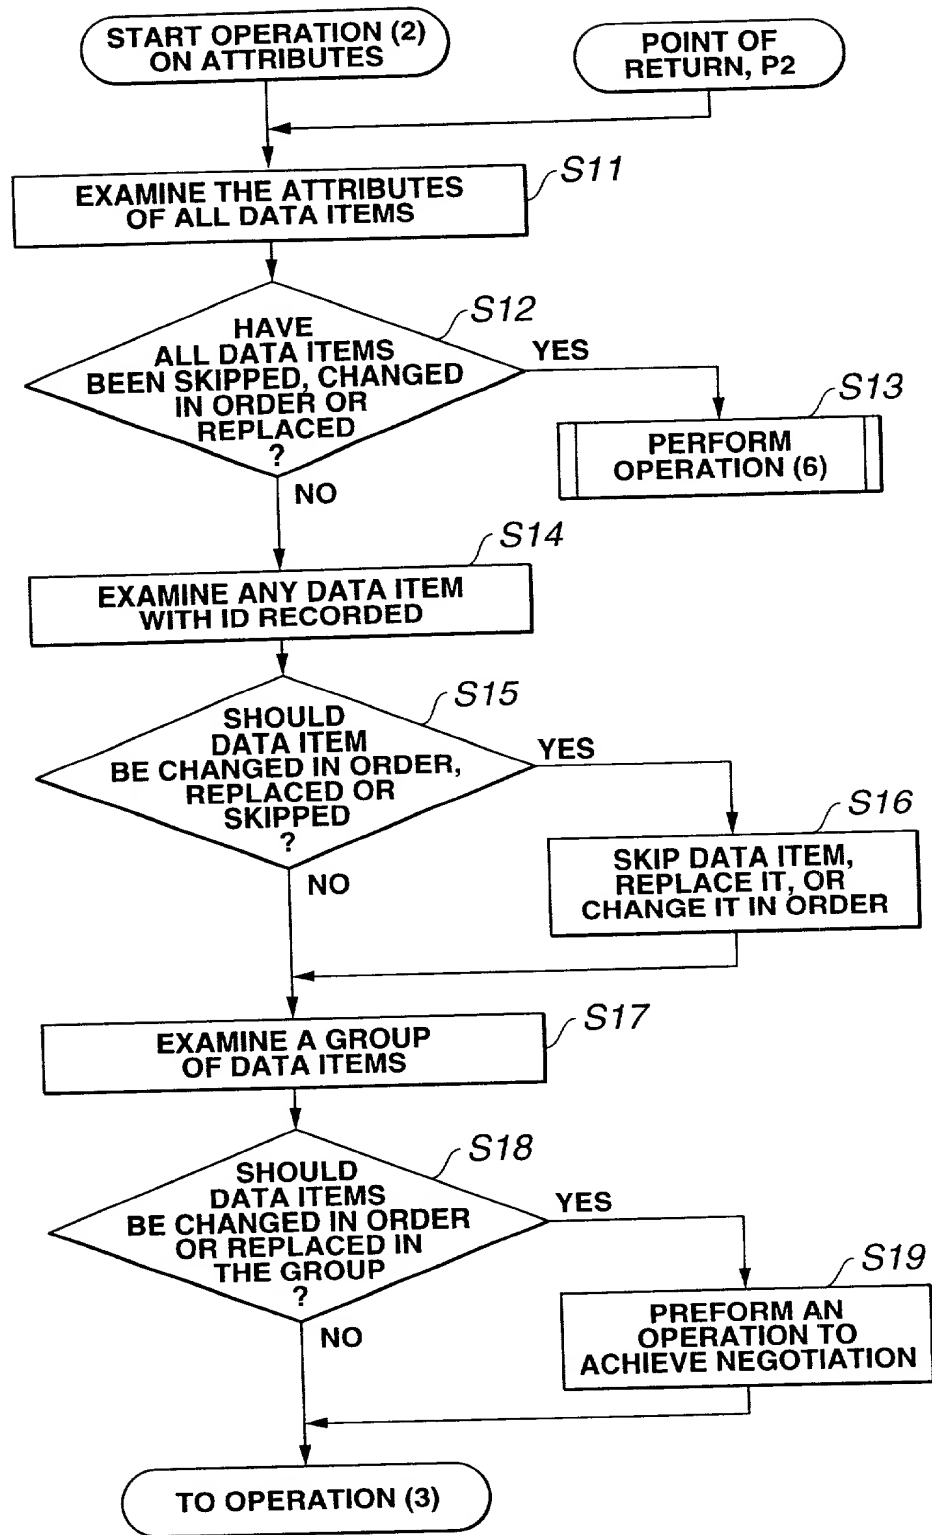 START OPERATION (2)
ON ATTRIBUTES
POINT OF
RETURN, P2
S11
EXAMINE THE ATTRIBUTES
OF ALL DATA ITEMS
S12
HAVE
ALL DATA ITEMS
BEEN SKIPPED, CHANGED
IN ORDER OR
REPLACED
?
YES
NO
S13
PERFORM
OPERATION (6)
S14
EXAMINE ANY DATA ITEM
WITH ID RECORDED
S15
SHOULD
DATA ITEM
BE CHANGED IN ORDER,
REPLACED OR
SKIPPED
?
YES
NO
S16
SKIP DATA ITEM,
REPLACE IT, OR
CHANGE IT IN ORDER
S17
EXAMINE A GROUP
OF DATA ITEMS
S18
SHOULD
DATA ITEMS
BE CHANGED IN ORDER
OR REPLACED IN
THE GROUP
?
YES
NO
S19
PREFORM AN
OPERATION TO
ACHIEVE NEGOTIATION
TO OPERATION (3)